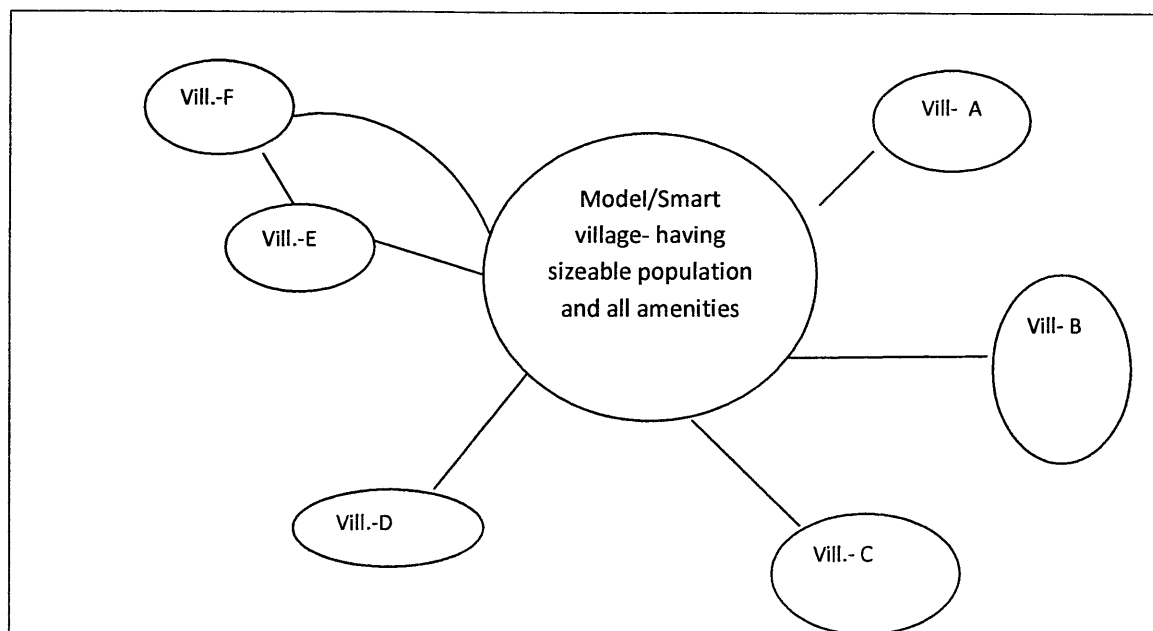 Vill.-F
Vill- A
Model/Smart
village- having
sizeable population
and all amenities
Vill.-E
Vill- B
Vill.-D
Vill.- C